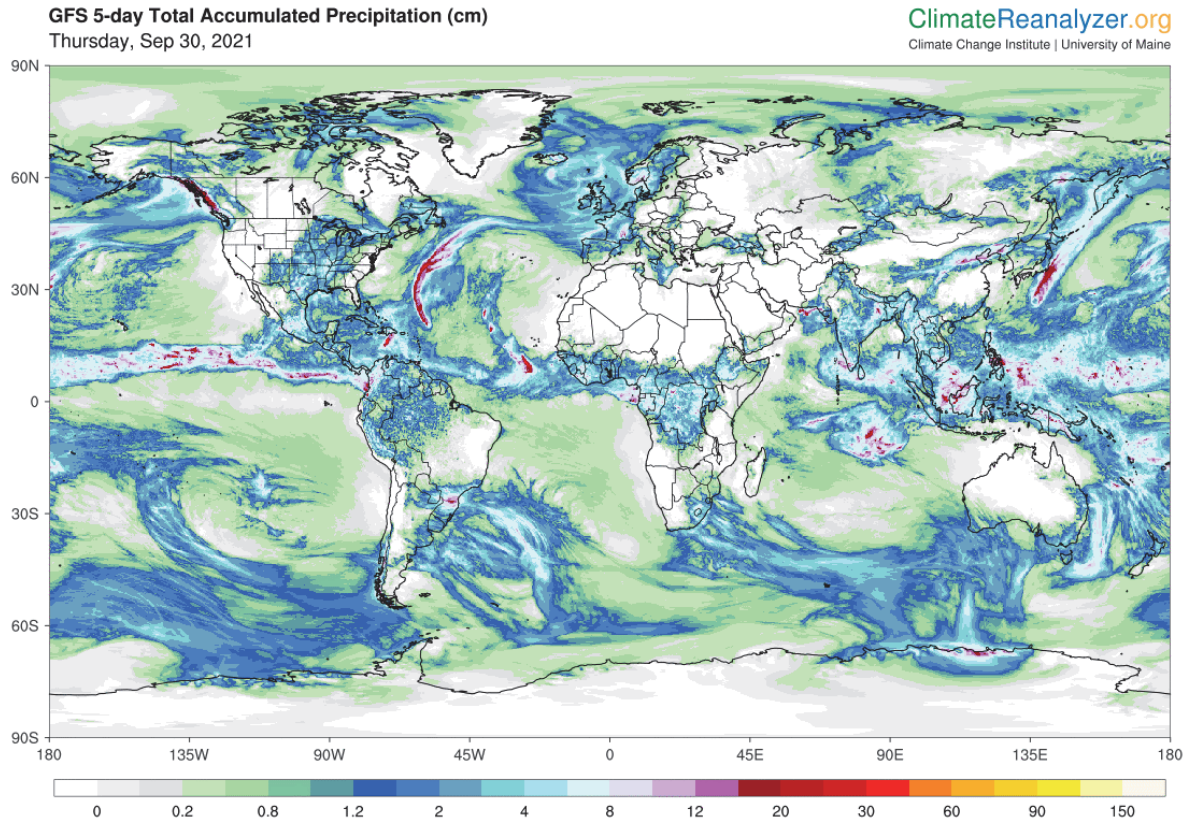 GFS 5-day Total Accumulated Precipitation (cm)
Thursday, Sep 30, 2021
ClimateReanalyzer.org
Climate Change Institute | University of Maine
90N
60N
30N
0
30S
60S
90S
180 135W 90W 45W 0 45E 90E 135E 180
0 0.2 0.8 1.2 2 4 8 12 20 30 60 90 150